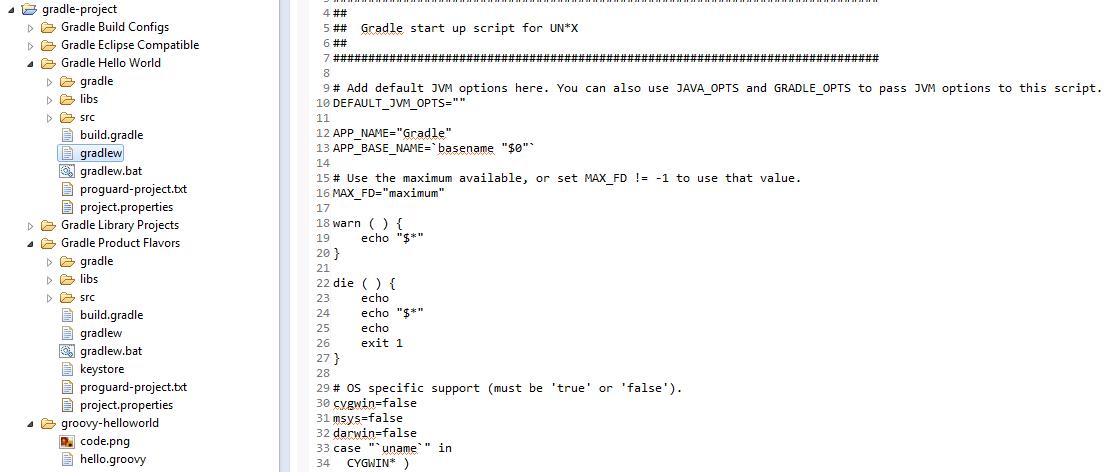 gradle-project
Gradle Build Configs
Gradle Eclipse Compatible
Gradle Hello World
gradle
libs
src
build.gradle
gradlew
gradlew.bat
proguard-project.txt
project.properties
Gradle Library Projects
Gradle Product Flavors
gradle
libs
src
build.gradle
gradlew
gradlew.bat
keystore
proguard-project.txt
project.properties
groovy-helloworld
code.png
hello.groovy
4 ##
5 ##  Gradle start up script for UN*X
6 ##
7 ##############################################################################
8
9 # Add default JVM options here. You can also use JAVA_OPTS and GRADLE_OPTS to pass JVM options to this script.
10 DEFAULT_JVM_OPTS=""
11
12 APP_NAME="Gradle"
13 APP_BASE_NAME=`basename "$0"`
14
15 # Use the maximum available, or set MAX_FD != -1 to use that value.
16 MAX_FD="maximum"
17
18 warn ( ) {
19     echo "$*"
20 }
21
22 die ( ) {
23     echo
24     echo "$*"
25     echo
26     exit 1
27 }
28
29 # OS specific support (must be 'true' or 'false').
30 cygwin=false
31 msys=false
32 darwin=false
33 case "`uname`" in
34   CYGWIN* )